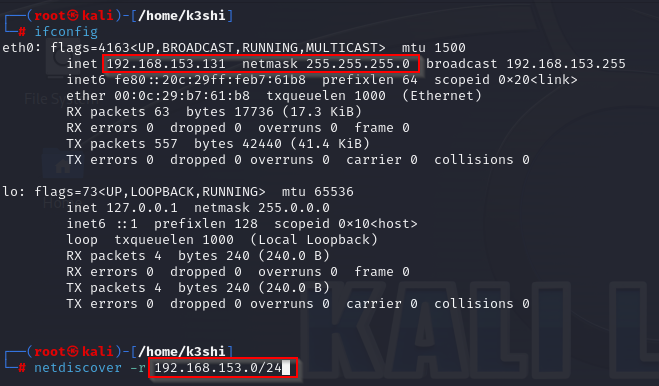 ┌──(root㉿kali)-[/home/k3shi]
└─# ifconfig
eth0: flags=4163<UP,BROADCAST,RUNNING,MULTICAST>  mtu 1500
        inet 192.168.153.131  netmask 255.255.255.0  broadcast 192.168.153.255
        inet6 fe80::20c:29ff:feb7:61b8  prefixlen 64  scopeid 0×20<link>
        ether 00:0c:29:b7:61:b8  txqueuelen 1000  (Ethernet)
        RX packets 63  bytes 17736 (17.3 KiB)
        RX errors 0  dropped 0  overruns 0  frame 0
        TX packets 557  bytes 42440 (41.4 KiB)
        TX errors 0  dropped 0 overruns 0  carrier 0  collisions 0
lo: flags=73<UP,LOOPBACK,RUNNING>  mtu 65536
        inet 127.0.0.1  netmask 255.0.0.0
        inet6 ::1  prefixlen 128  scopeid 0×10<host>
        loop  txqueuelen 1000  (Local Loopback)
        RX packets 4  bytes 240 (240.0 B)
        RX errors 0  dropped 0  overruns 0  frame 0
        TX packets 4  bytes 240 (240.0 B)
        TX errors 0  dropped 0 overruns 0  carrier 0  collisions 0
KALI L
┌──(root㉿kali)-[/home/k3shi]
└─# netdiscover -r 192.168.153.0/24